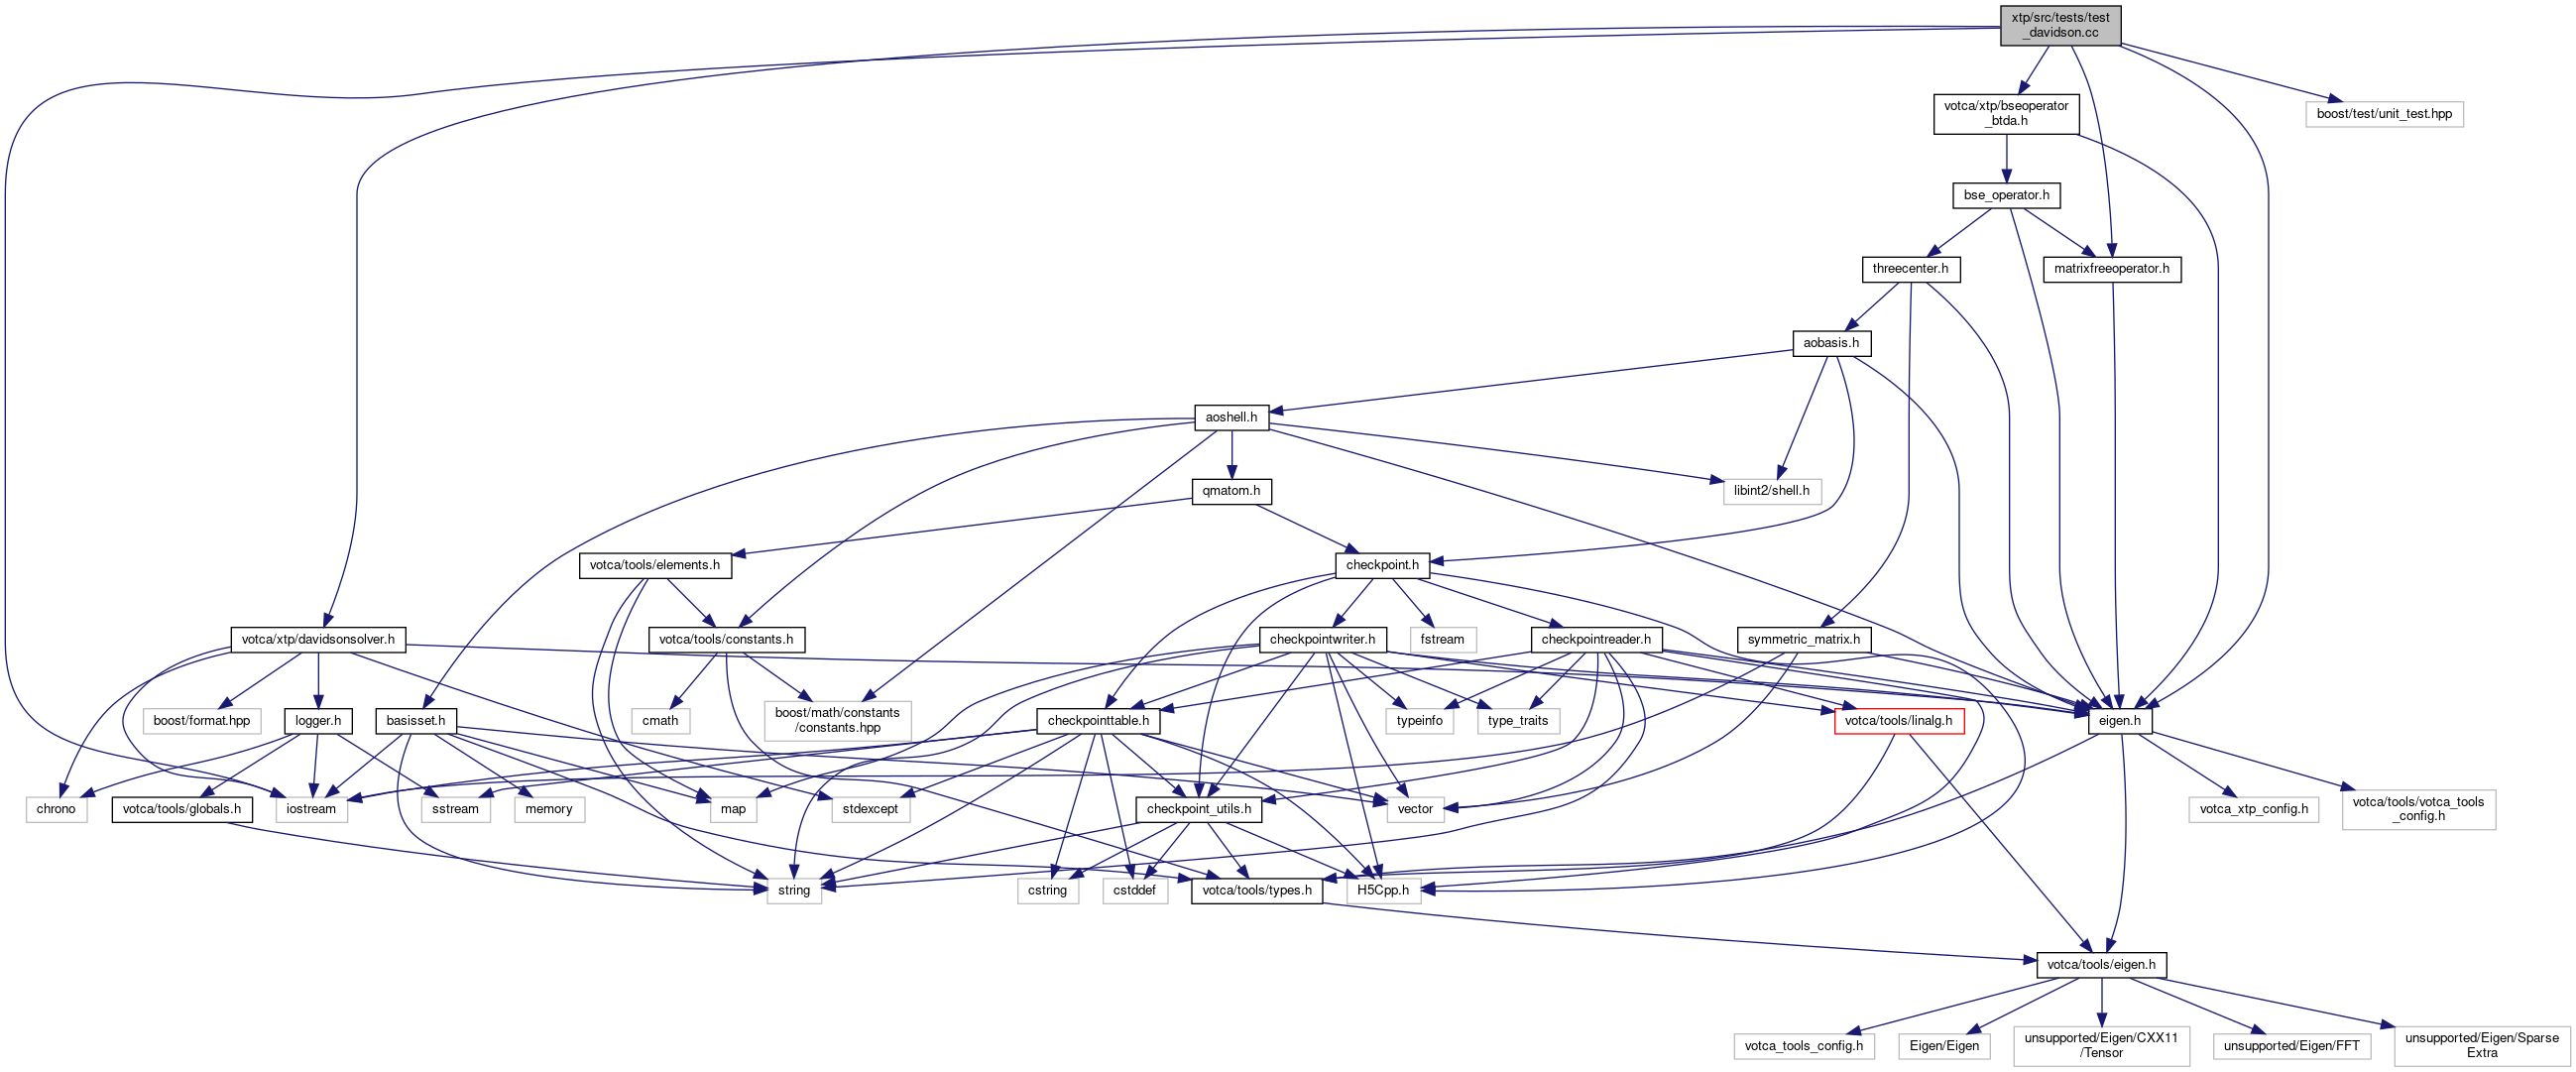 xtp/src/tests/test
_davidson.cc
votca/xtp/bseoperator
_btda.h
boost/test/unit_test.hpp
bse_operator.h
threecenter.h
matrixfreeoperator.h
aobasis.h
aoshell.h
qmatom.h
libint2/shell.h
votca/tools/elements.h
checkpoint.h
votca/xtp/davidsonsolver.h
votca/tools/constants.h
checkpointwriter.h
fstream
checkpointreader.h
symmetric_matrix.h
boost/format.hpp
logger.h
basisset.h
cmath
boost/math/constants
/constants.hpp
checkpointtable.h
typeinfo
type_traits
votca/tools/linalg.h
eigen.h
chrono
votca/tools/globals.h
iostream
sstream
memory
map
stdexcept
checkpoint_utils.h
vector
votca_xtp_config.h
votca/tools/votca_tools
_config.h
string
cstring
cstddef
votca/tools/types.h
H5Cpp.h
votca/tools/eigen.h
votca_tools_config.h
Eigen/Eigen
unsupported/Eigen/CXX11
/Tensor
unsupported/Eigen/FFT
unsupported/Eigen/Sparse
Extra